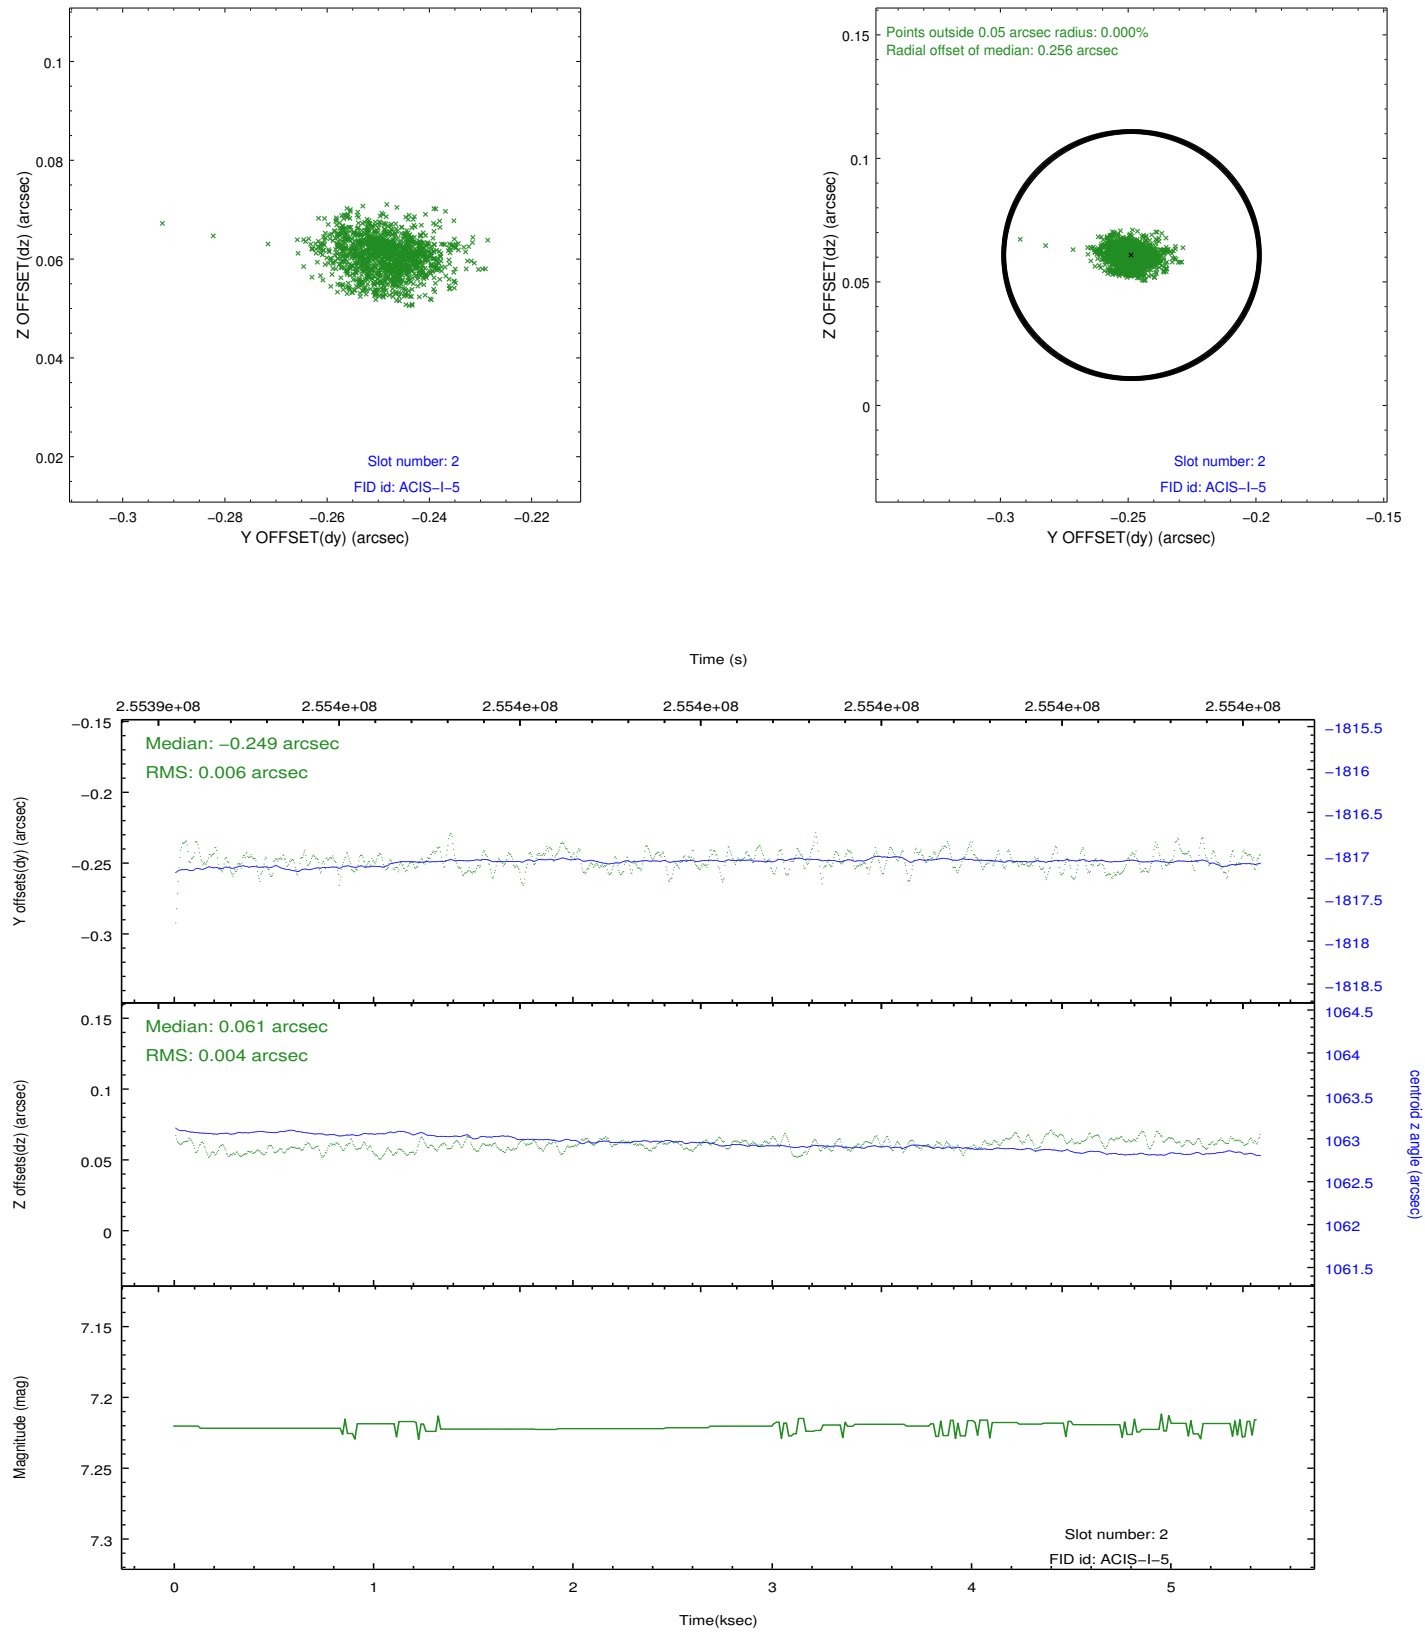 0.1
0.08
0.06
0.04
0.02
Z OFFSET(dz) (arcsec)
Slot number: 2
FID id: ACIS−I−5
−0.3
−0.28
−0.26
−0.24
−0.22
Y OFFSET(dy) (arcsec)
Points outside 0.05 arcsec radius: 0.000%
Radial offset of median: 0.256 arcsec
0.15
0.1
0.05
0
Z OFFSET(dz) (arcsec)
Slot number: 2
FID id: ACIS−I−5
−0.3
−0.25
−0.2
−0.15
Y OFFSET(dy) (arcsec)
Time (s)
2.5539e+08
2.554e+08
2.554e+08
2.554e+08
2.554e+08
2.554e+08
2.554e+08
Median: −0.249 arcsec
RMS: 0.006 arcsec
−0.15
−0.2
−0.25
−0.3
Y offsets(dy) (arcsec)
−1815.5
−1816
−1816.5
−1817
−1817.5
−1818
−1818.5
Median: 0.061 arcsec
RMS: 0.004 arcsec
0.15
0.1
0.05
0
Z offsets(dz) (arcsec)
1064.5
1064
1063.5
1063
1062.5
1062
1061.5
centroid z angle (arcsec)
7.15
7.2
7.25
7.3
Magnitude (mag)
Slot number: 2
FID id: ACIS−I−5
0
1
2
3
4
5
Time(ksec)